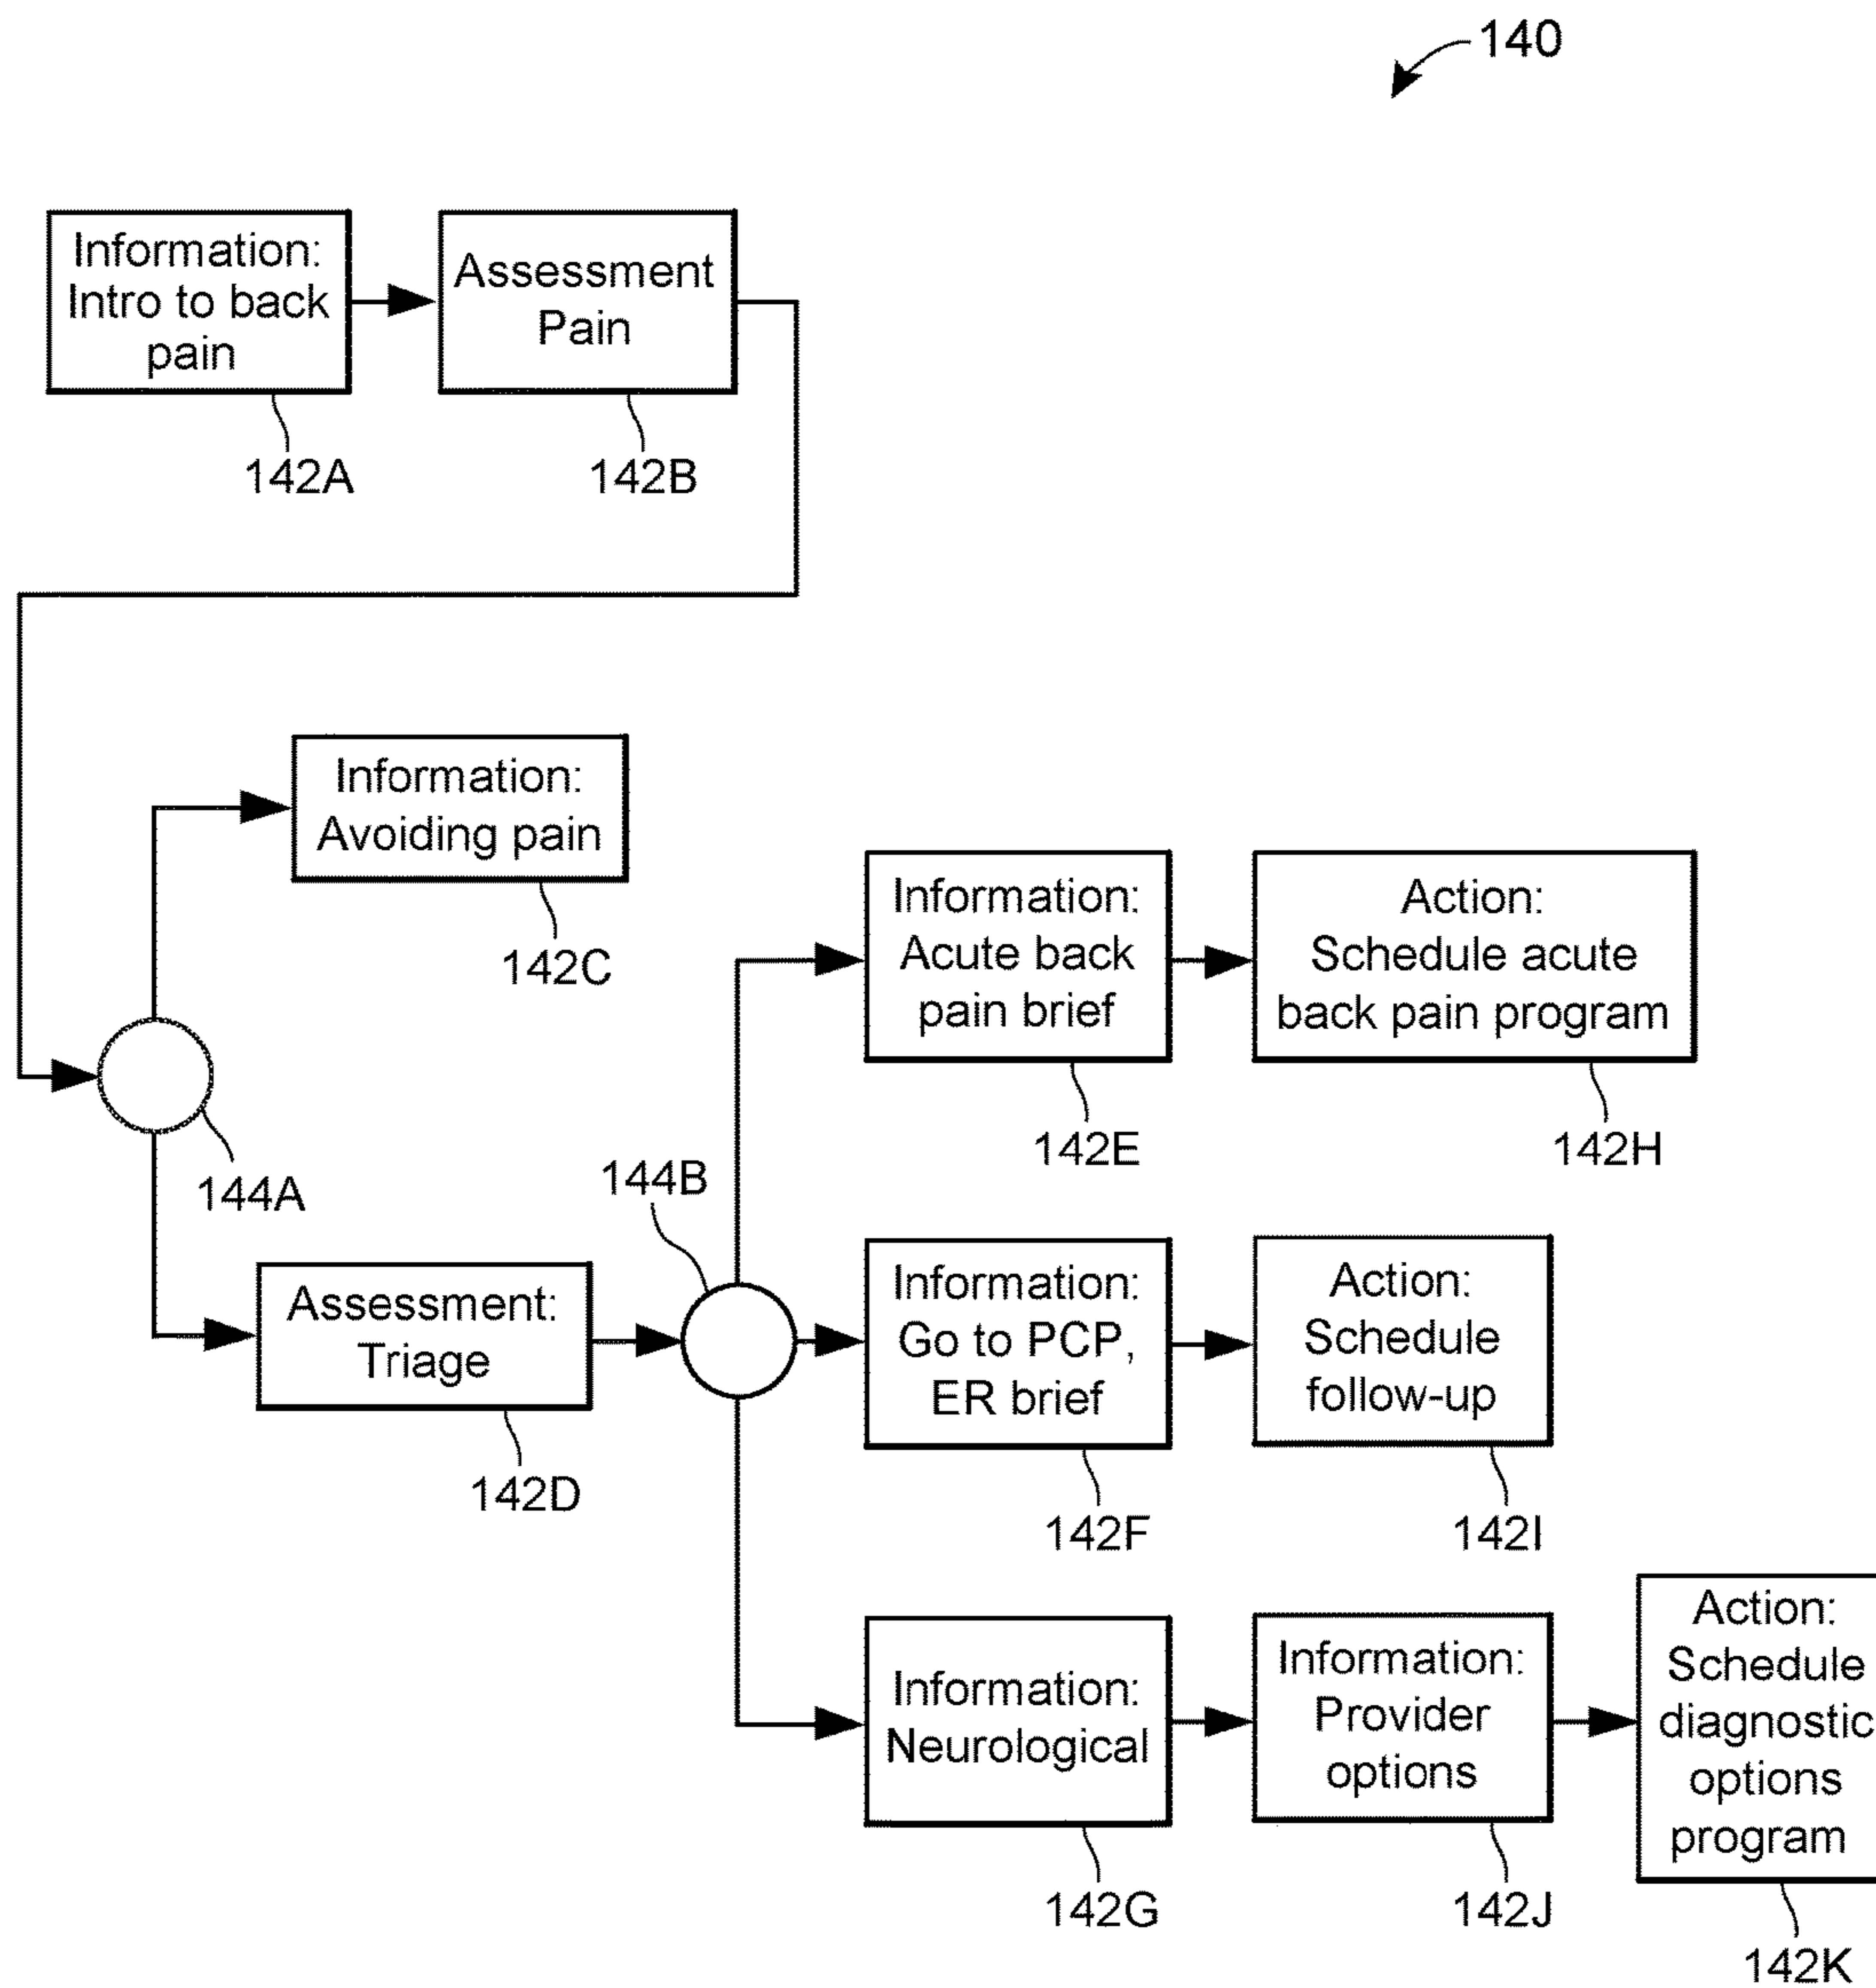 140
Information:
Intro to back
pain
142A
Assessment
Pain
142B
Information:
Avoiding pain
142C
144A
Assessment:
Triage
142D
144B
Information:
Acute back
pain brief
142E
Action:
Schedule acute
back pain program
142H
Information:
Go to PCP,
ER brief
142F
Action:
Schedule
follow-up
142I
Information:
Neurological
142G
Information:
Provider
options
142J
Action:
Schedule
diagnostic
options
program
142K